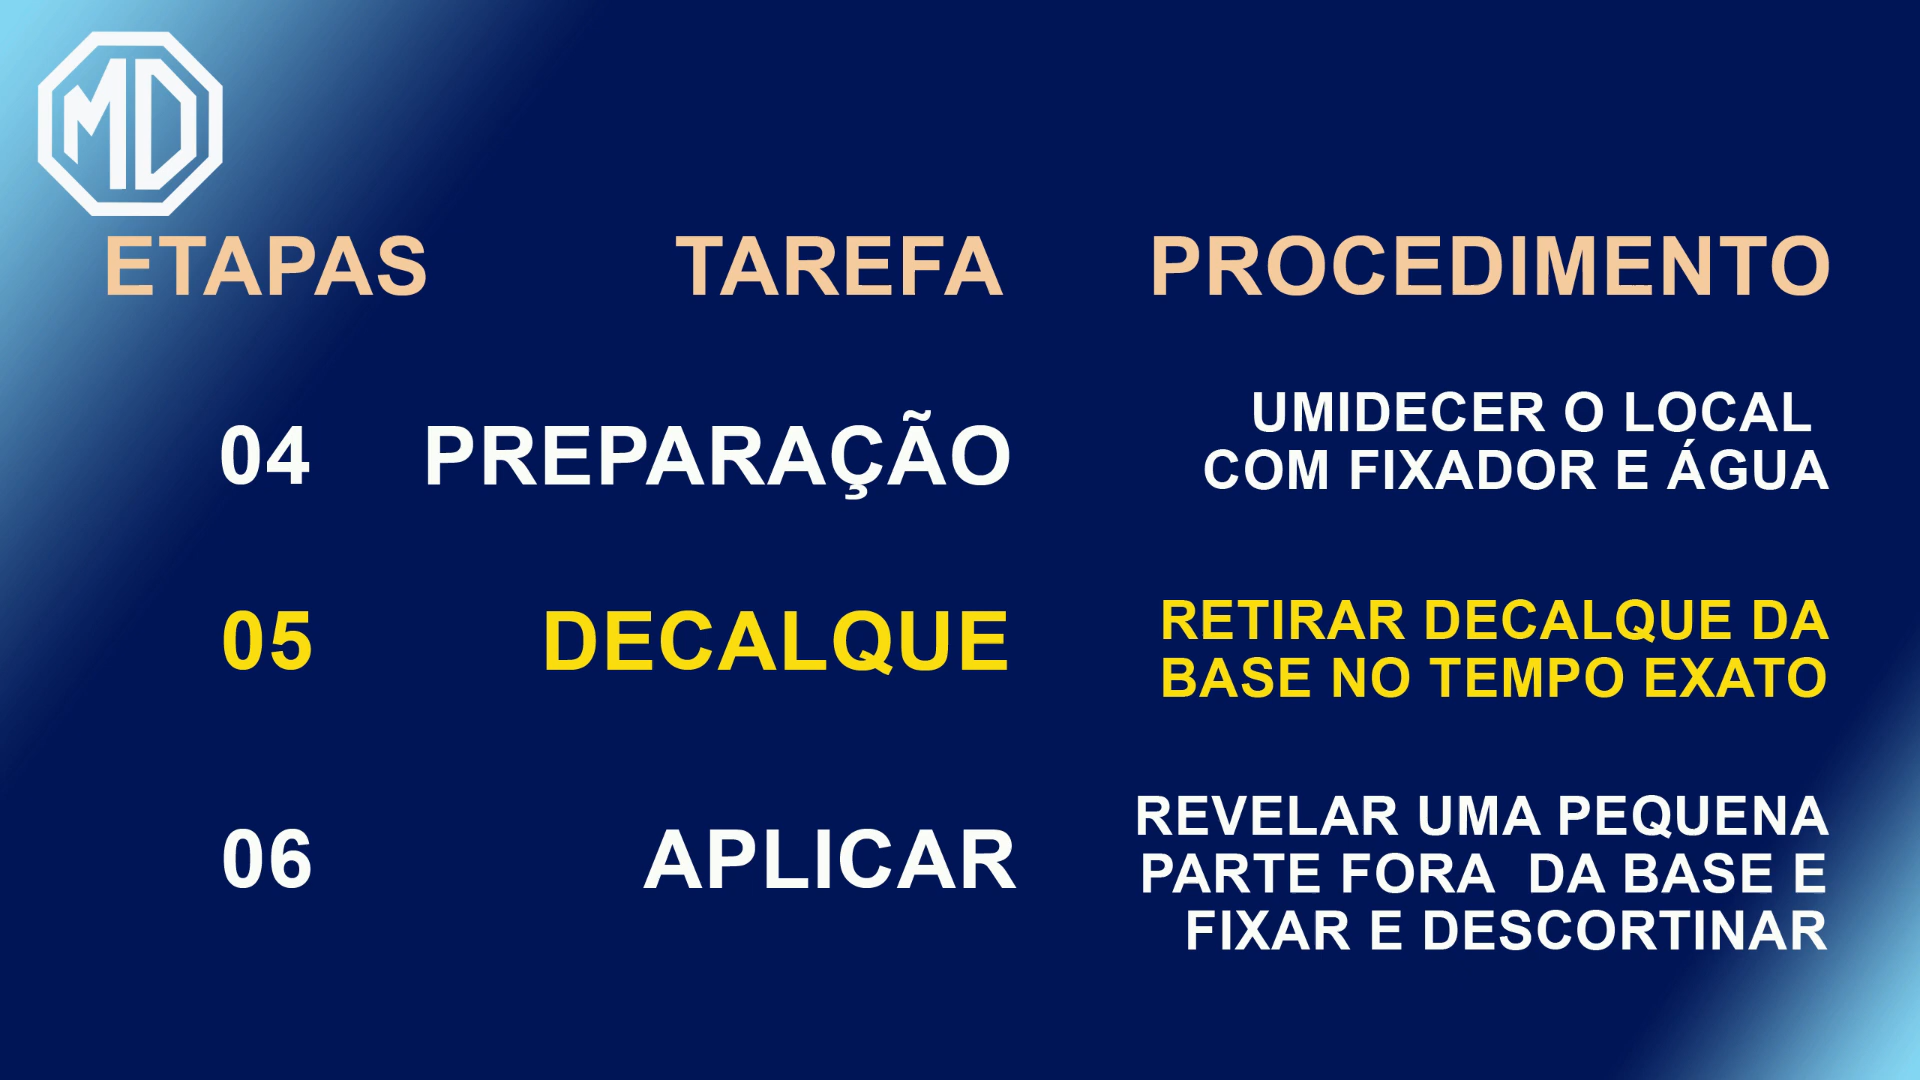 MD
ETAPAS TAREFA PROCEDIMENTO
04 PREPARAÇÃO UMIDECER O LOCAL
COM FIXADOR E ÁGUA
05 DECALQUE RETIRAR DECALQUE DA
BASE NO TEMPO EXATO
06 APLICAR REVELAR UMA PEQUENA
PARTE FORA DA BASE E
FIXAR E DESCORTINAR